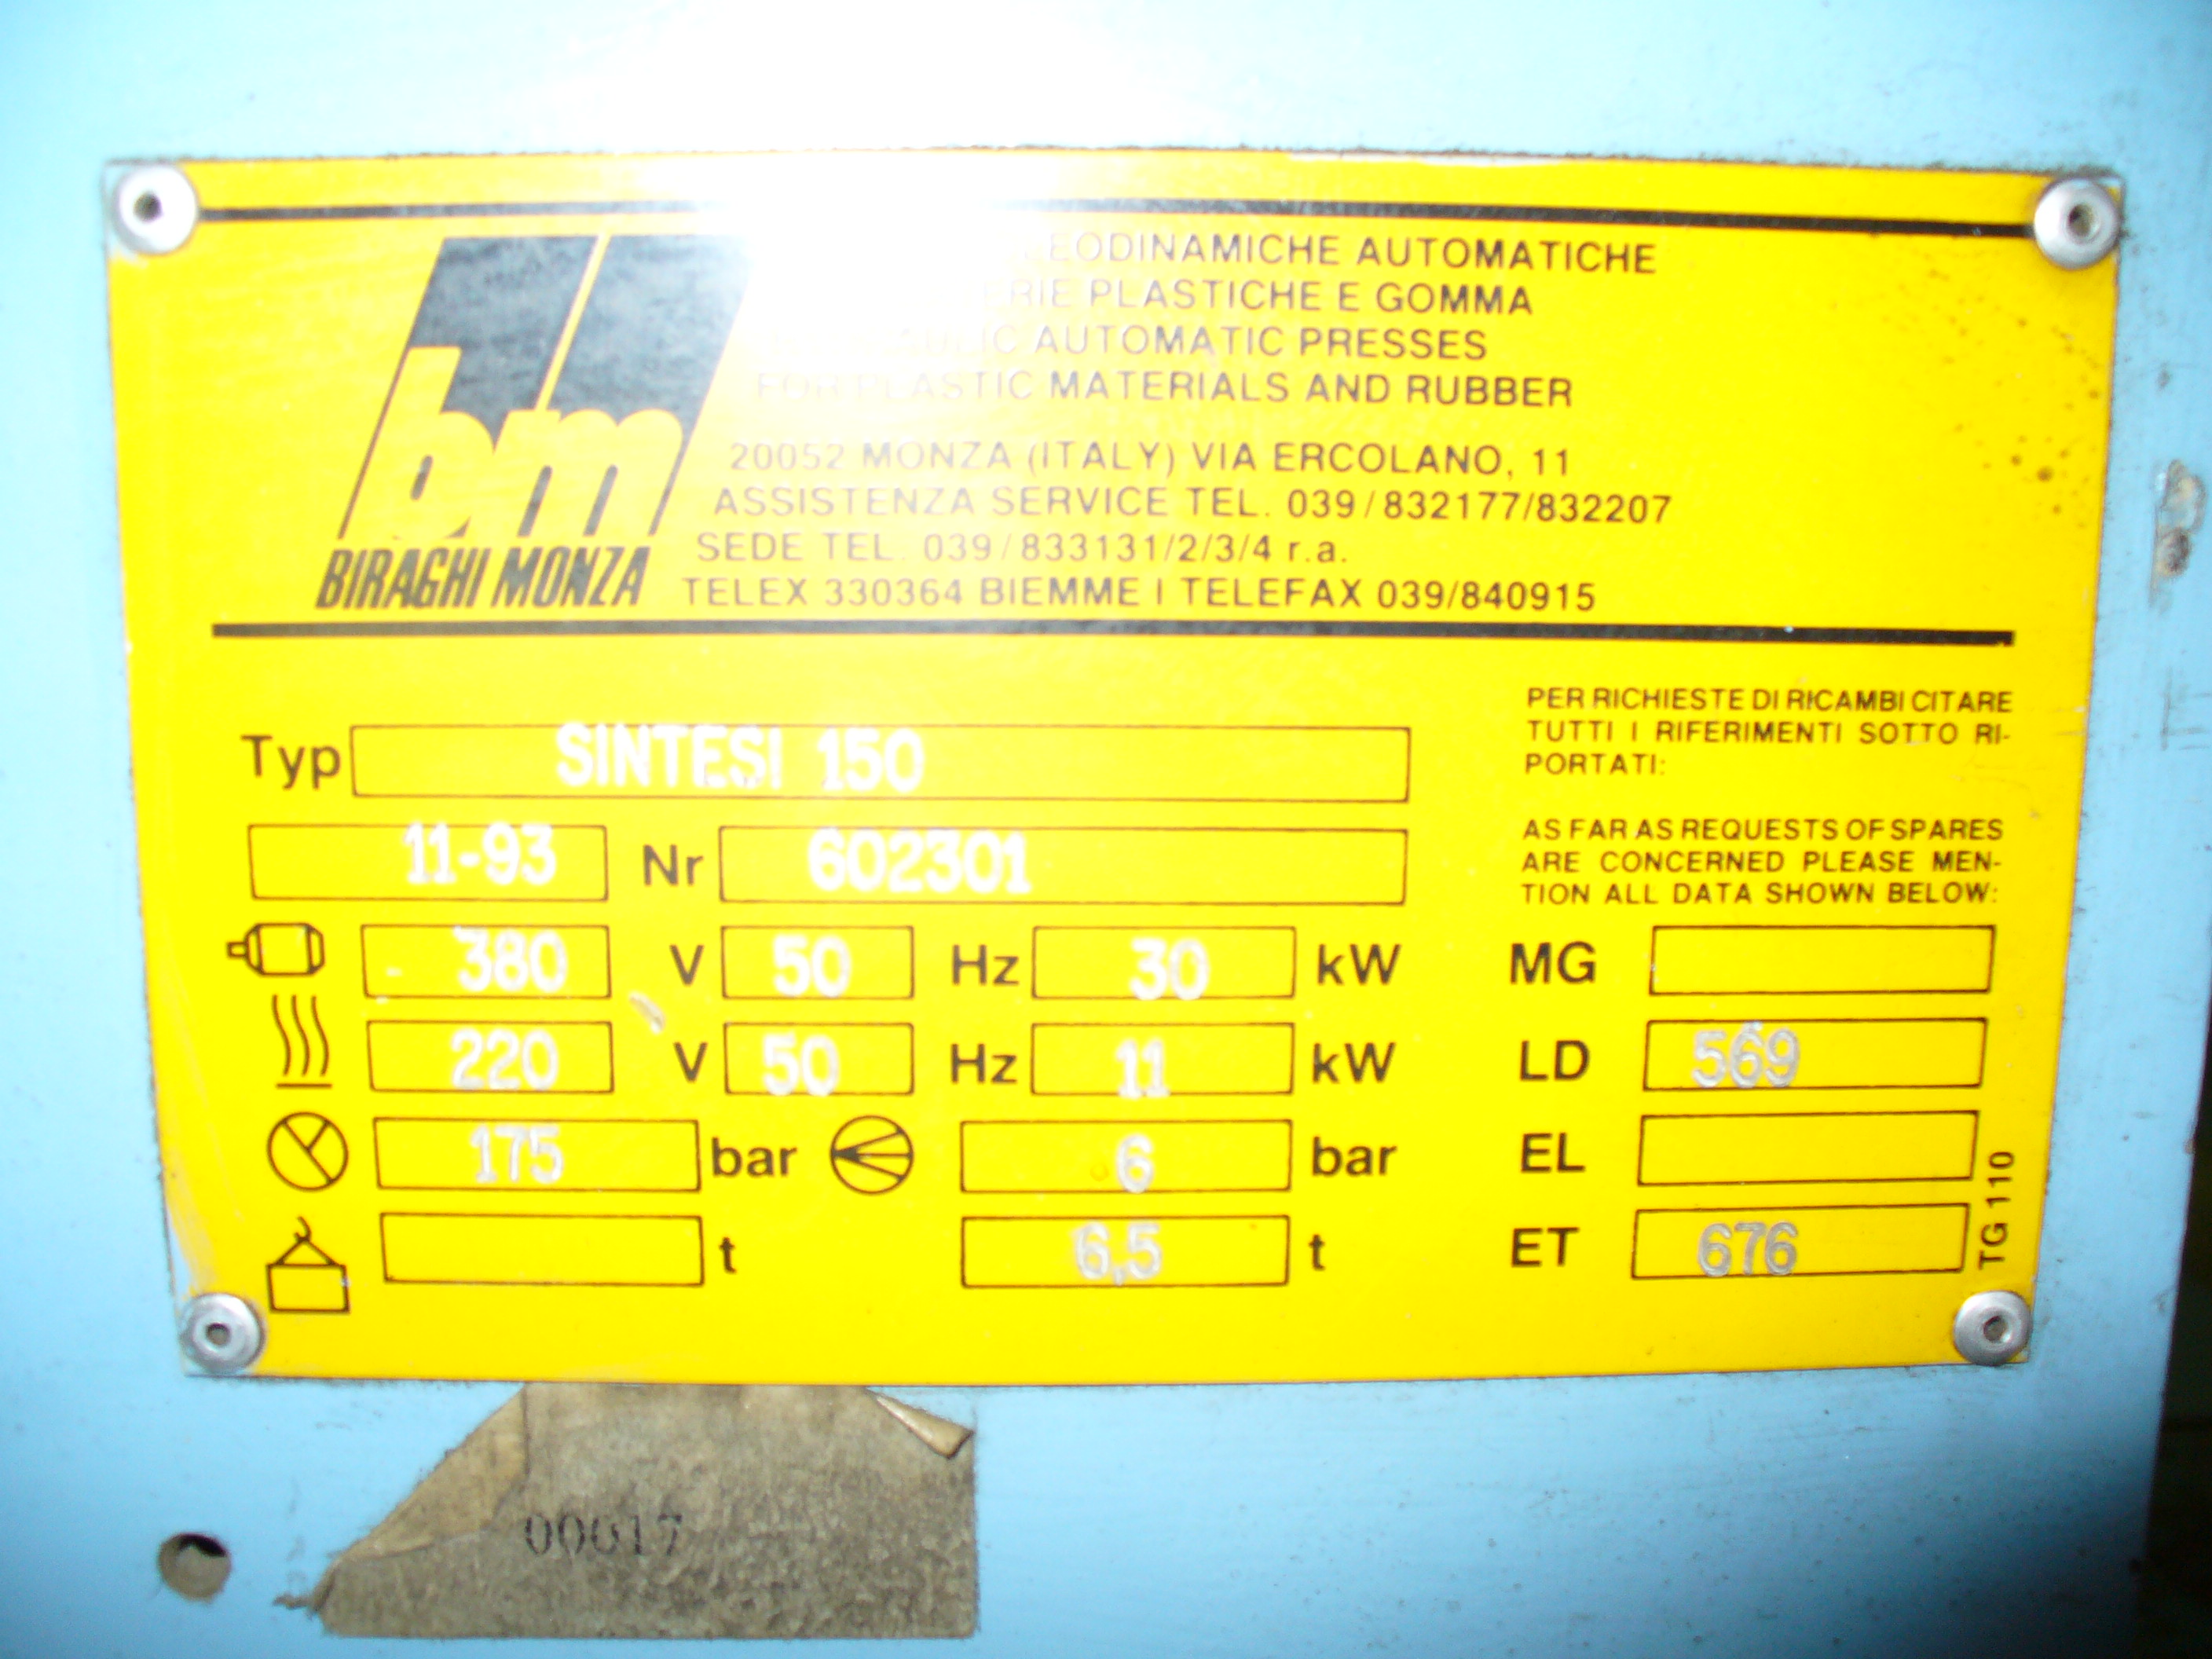 AUTOMATICHE
PLASTICHE E GOMMA
AUTOMATIC PRESSES
FOR PLASTIC MATERIALS AND RUBBER
20052 MONZA (ITALY) VIA ERCOLANO, 11
ASSISTENZA SERVICE TEL. 039/832177/832207
SEDE TEL. 039/833131/2/3/4 r.a.
TELEX 330364 BIEMME I TELEFAX 039/840915
bm
BIRAGHI MONZA
Typ SINTESI 150
11-93 Nr 602301
380 V 50 Hz 30 kW
220 V 50 Hz 11 kW
175 bar 6 bar
t 6,5 t
PER RICHIESTE DI RICAMBI CITARE
TUTTI I RIFERIMENTI SOTTO RI-
PORTATI:
AS FAR AS REQUESTS OF SPARES
ARE CONCERNED PLEASE MEN-
TION ALL DATA SHOWN BELOW:
MG
LD 569
EL
ET 676
TG 110
00017